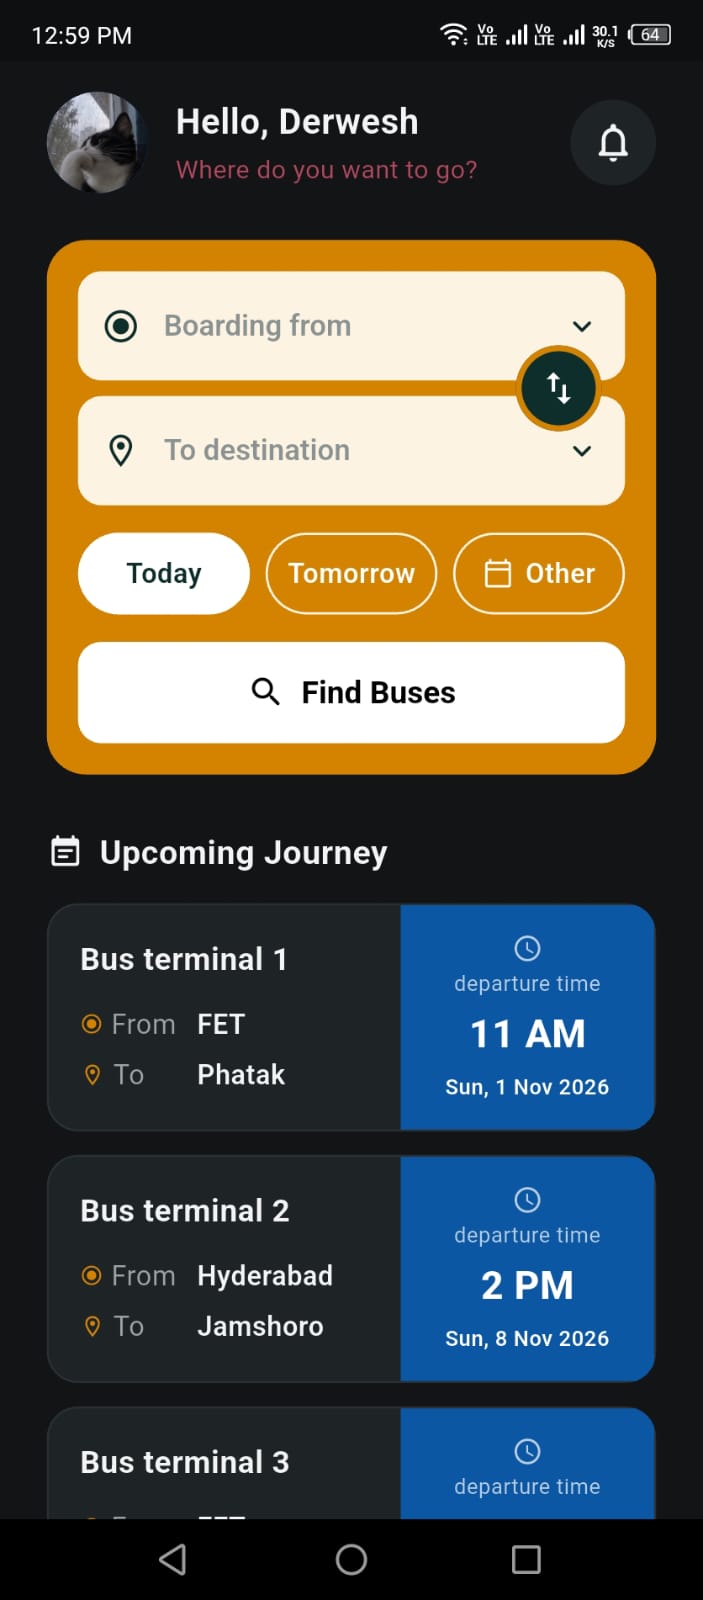 12:59 PM
Vo LTE Vo LTE 30.1 K/S 64
Hello, Derwesh
Where do you want to go?
Boarding from
To destination
Today Tomorrow Other
Find Buses
Upcoming Journey
Bus terminal 1
From FET
To Phatak
departure time
11 AM
Sun, 1 Nov 2026
Bus terminal 2
From Hyderabad
To Jamshoro
departure time
2 PM
Sun, 8 Nov 2026
Bus terminal 3
departure time